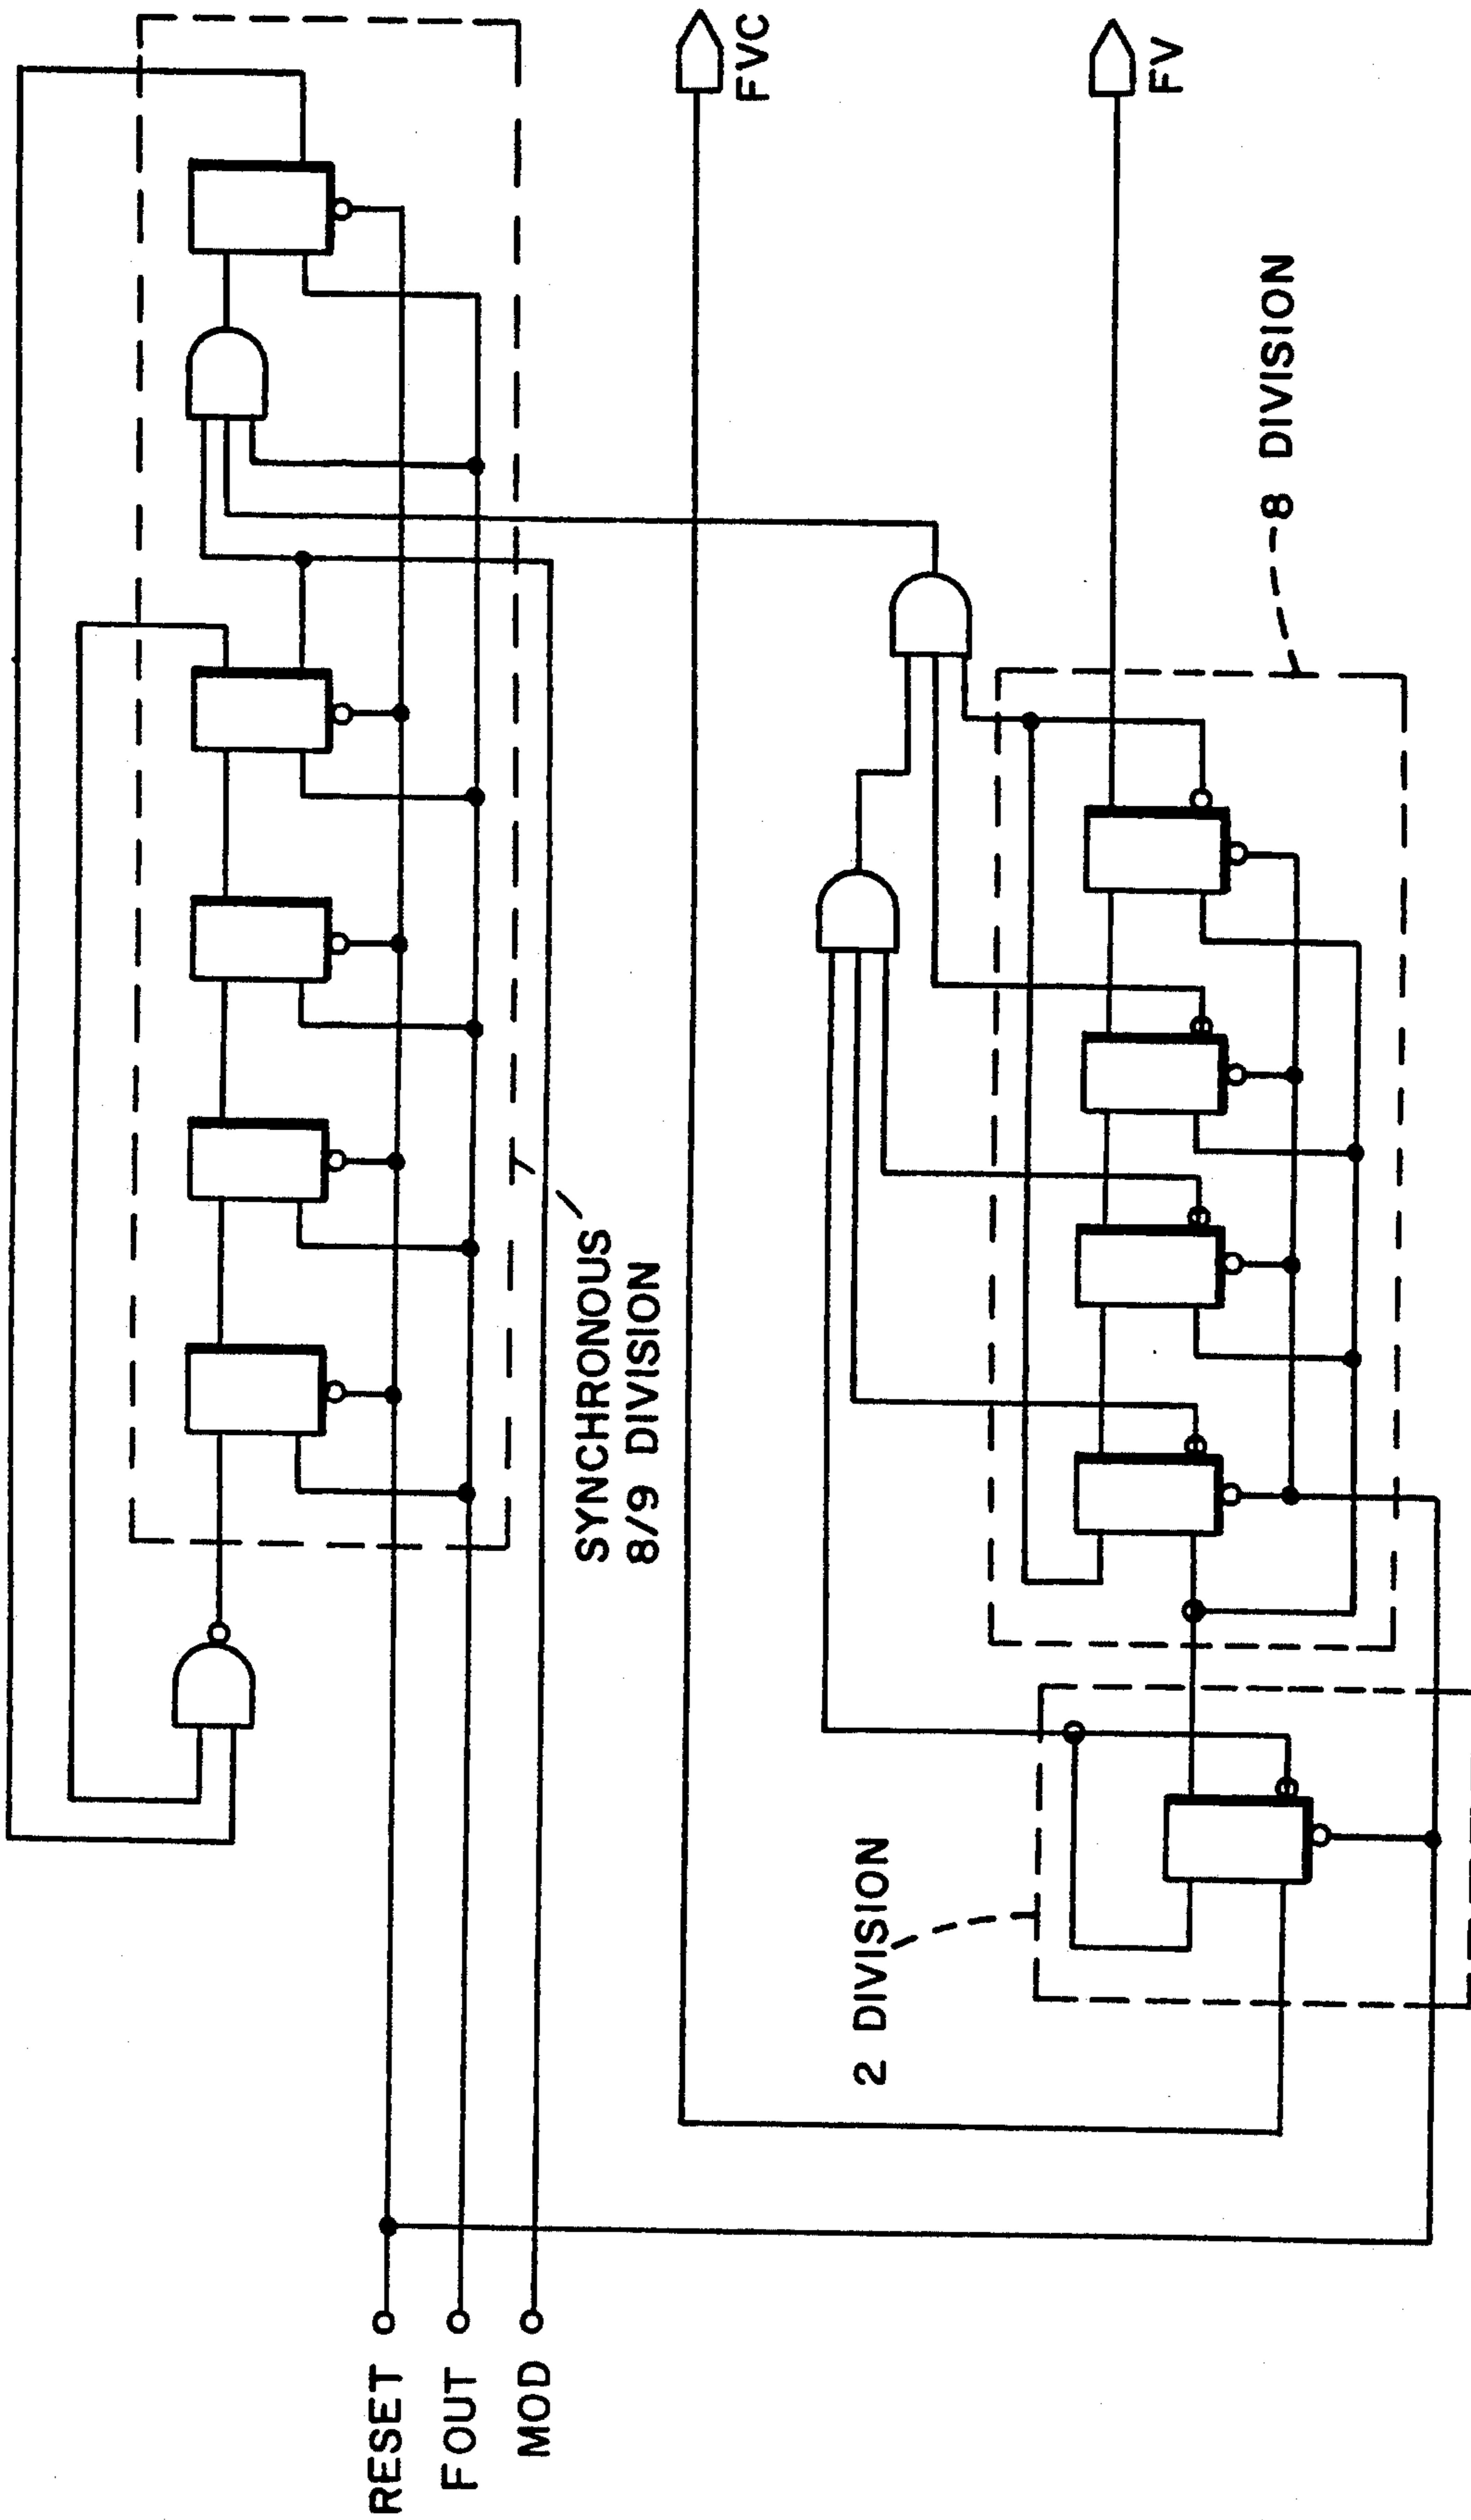 RESET
FOUT
MOD
SYNCHRONOUS
8/9 DIVISION
2 DIVISION
8 DIVISION
FVC
FV